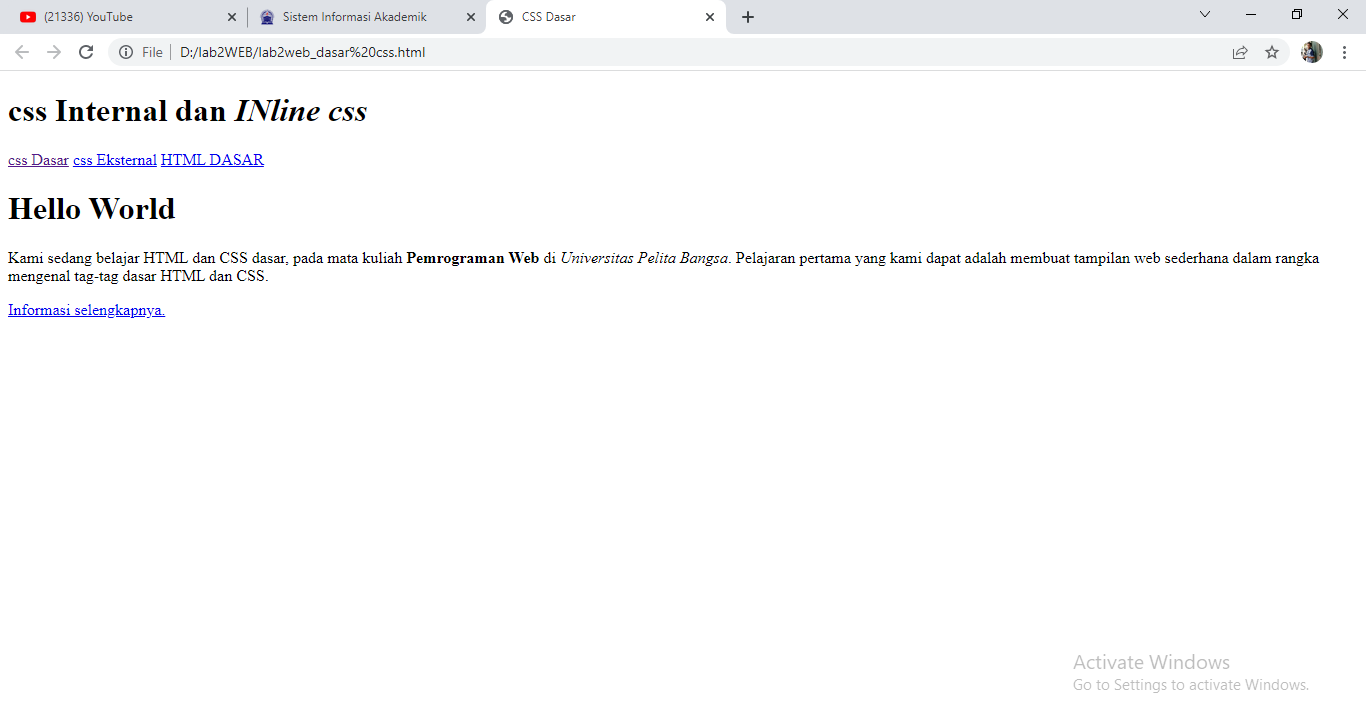 (21336) YouTube
Sistem Informasi Akademik
CSS Dasar
File
D:/lab2WEB/lab2web_dasar%20css.html
css Internal dan INline css
css Dasar css Eksternal HTML DASAR
Hello World
Kami sedang belajar HTML dan CSS dasar, pada mata kuliah Pemrograman Web di Universitas Pelita Bangsa. Pelajaran pertama yang kami dapat adalah membuat tampilan web sederhana dalam rangka
mengenal tag-tag dasar HTML dan CSS.
Informasi selengkapnya.
Activate Windows
Go to Settings to activate Windows.